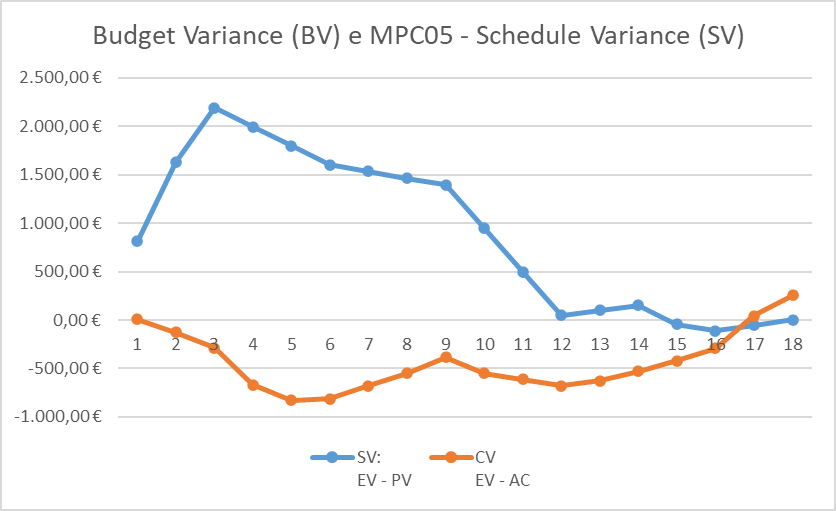 Budget Variance (BV) e MPC05 - Schedule Variance (SV)
2.500,00 €
2.000,00 €
1.500,00 €
1.000,00 €
500,00 €
0,00 €
1 2 3 4 5 6 7 8 9 10 11 12 13 14 15 16 17 18
-500,00 €
-1.000,00 €
SV: CV
EV - PV EV - AC